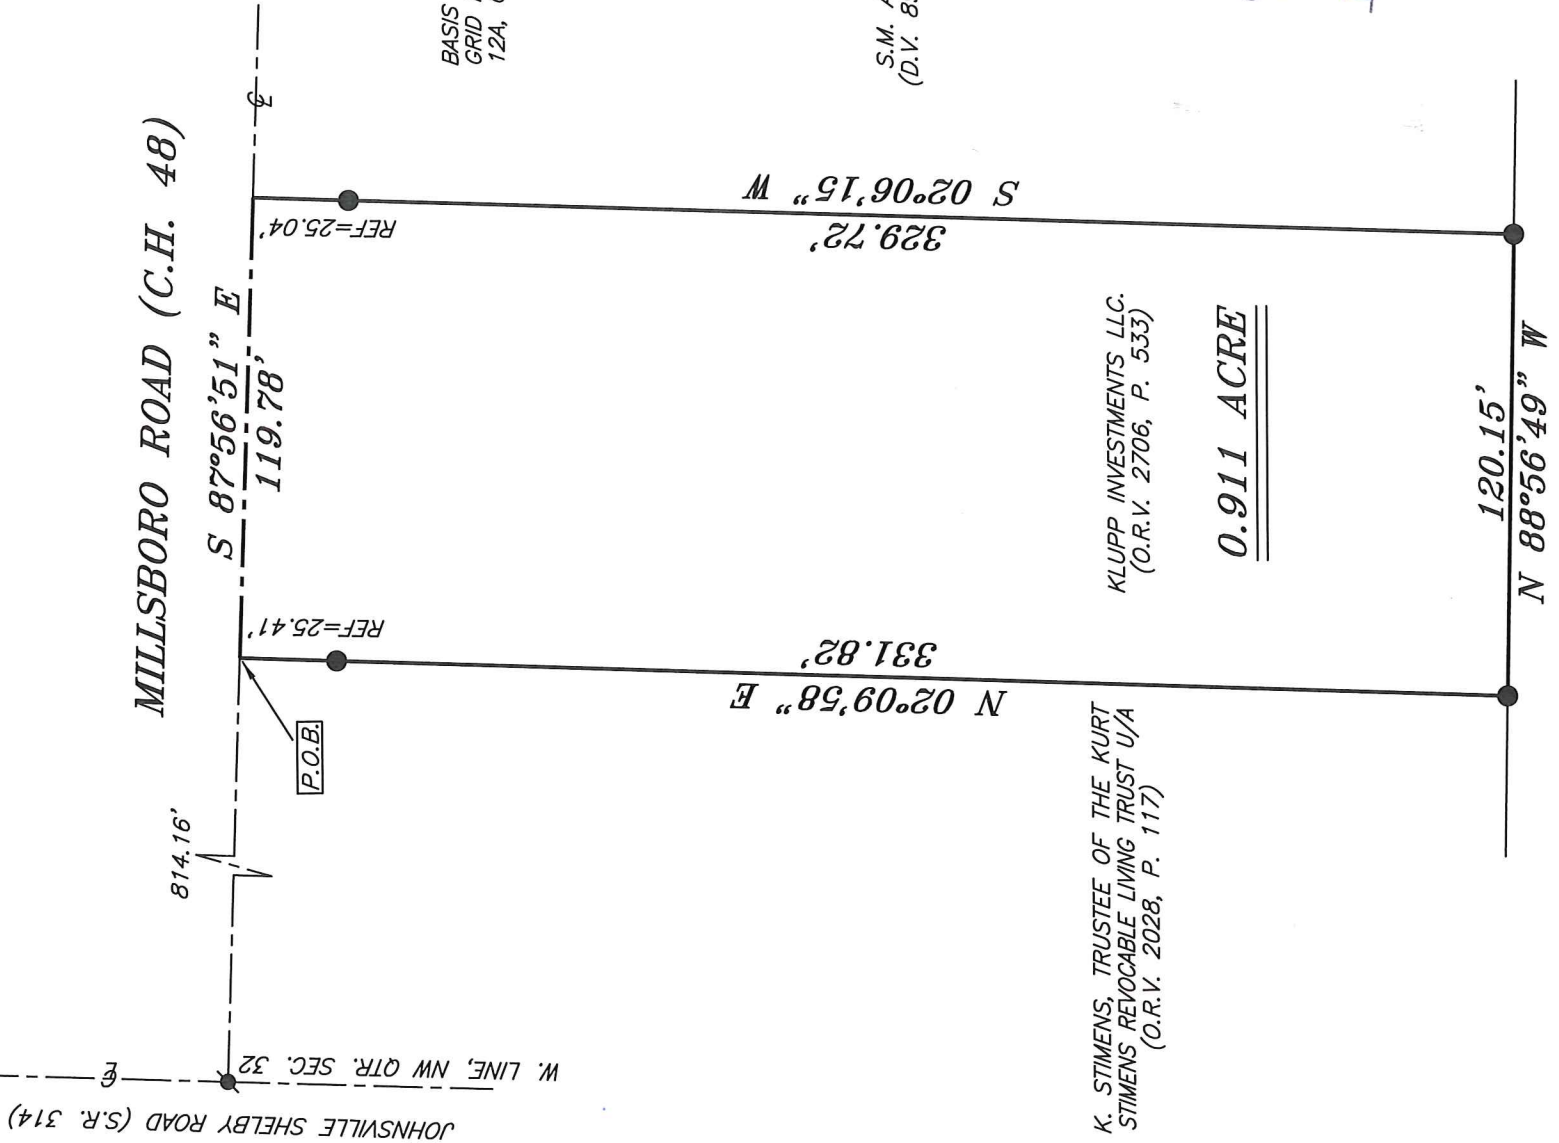 MILLSBORO ROAD (C.H. 48)
S 87°56'51" E
119.78'
814.16'
P.O.B.
REF=25.41'
REF=25.04'
S 02°06'15" W
329.72'
331.82'
N 02°09'58" E
KLUPP INVESTMENTS LLC.
(O.R.V. 2706, P. 533)
0.911 ACRE
120.15'
N 88°56'49" W
K. STIMENS, TRUSTEE OF THE KURT
STIMENS REVOCABLE LIVING TRUST U/A
(O.R.V. 2028, P. 117)
W. LINE, NW QTR. SEC. 32
JOHNSVILLE SHELBY ROAD (S.R. 314)
BASIS
GRID
12A,
S.M.
(D.V.